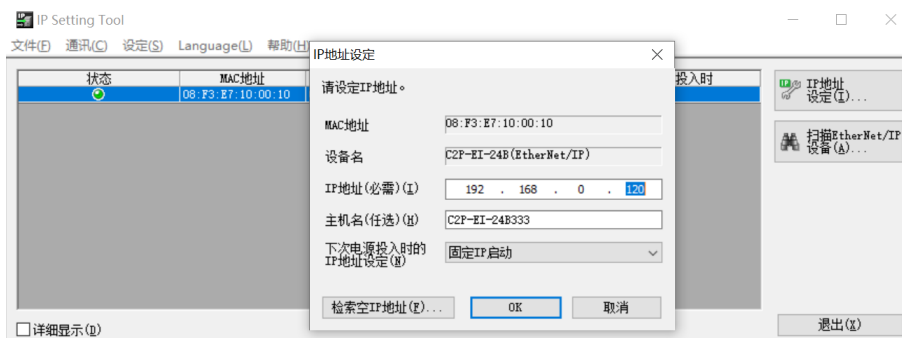 IP Setting Tool
文件(F) 通讯(C) 设定(S) Language(L) 帮助(H)
IP地址设定
状态 MAC地址 投入时
08:F3:E7:10:00:10
请设定IP地址。
MAC地址 08:F3:E7:10:00:10
设备名 C2P-EI-24B(EtherNet/IP)
IP地址(必需)(I) 192 . 168 . 0 . 120
主机名(任选)(H) C2P-EI-24B333
下次电源投入时的
IP地址设定(N) 固定IP启动
检索空IP地址(F)... OK 取消
IP地址
设定(I)...
扫描EtherNet/IP
设备(A)...
详细显示(D)
退出(X)